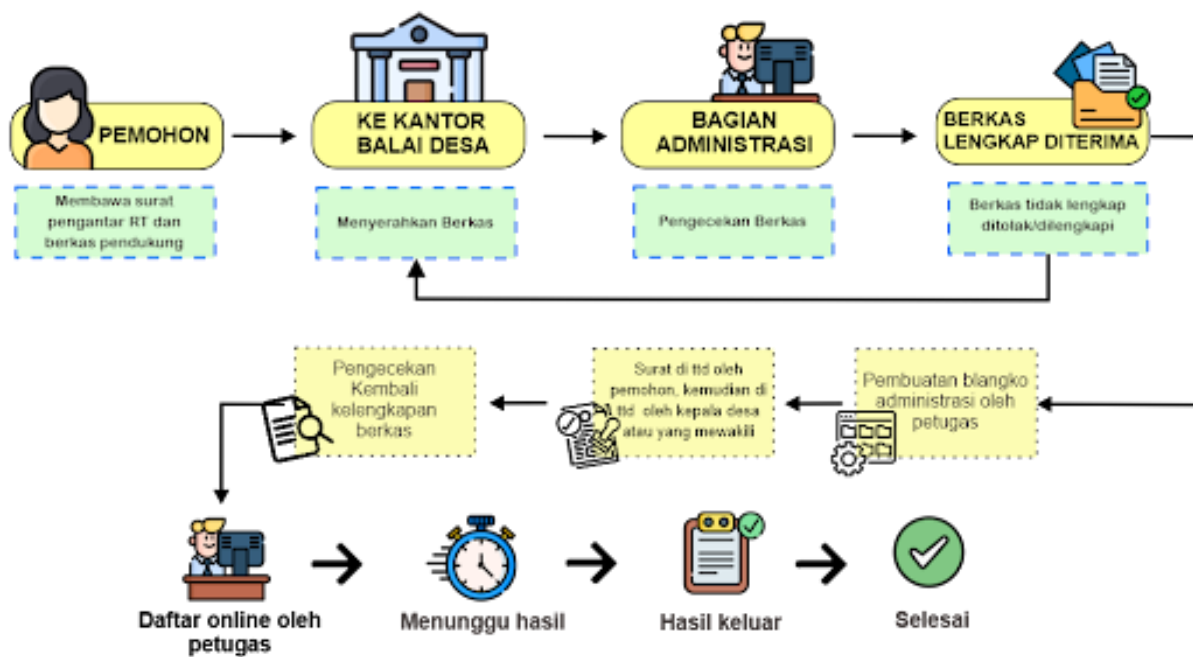 PEMOHON
KE KANTOR
BALAI DESA
BAGIAN
ADMINISTRASI
BERKAS
LENGKAP DITERIMA
Membawa surat
pengantar RT dan
berkas pendukung
Menyerahkan Berkas
Pengecekan Berkas
Berkas tidak lengkap
ditolak/dilengkapi
Pengecekan
Kembali
kelengkapan
berkas
Surat di ttd oleh
pemohon, kemudian di
ttd oleh kepala desa
atau yang mewakili
Pembuatan blangko
administrasi oleh
petugas
Daftar online oleh
petugas
Menunggu hasil
Hasil keluar
Selesai